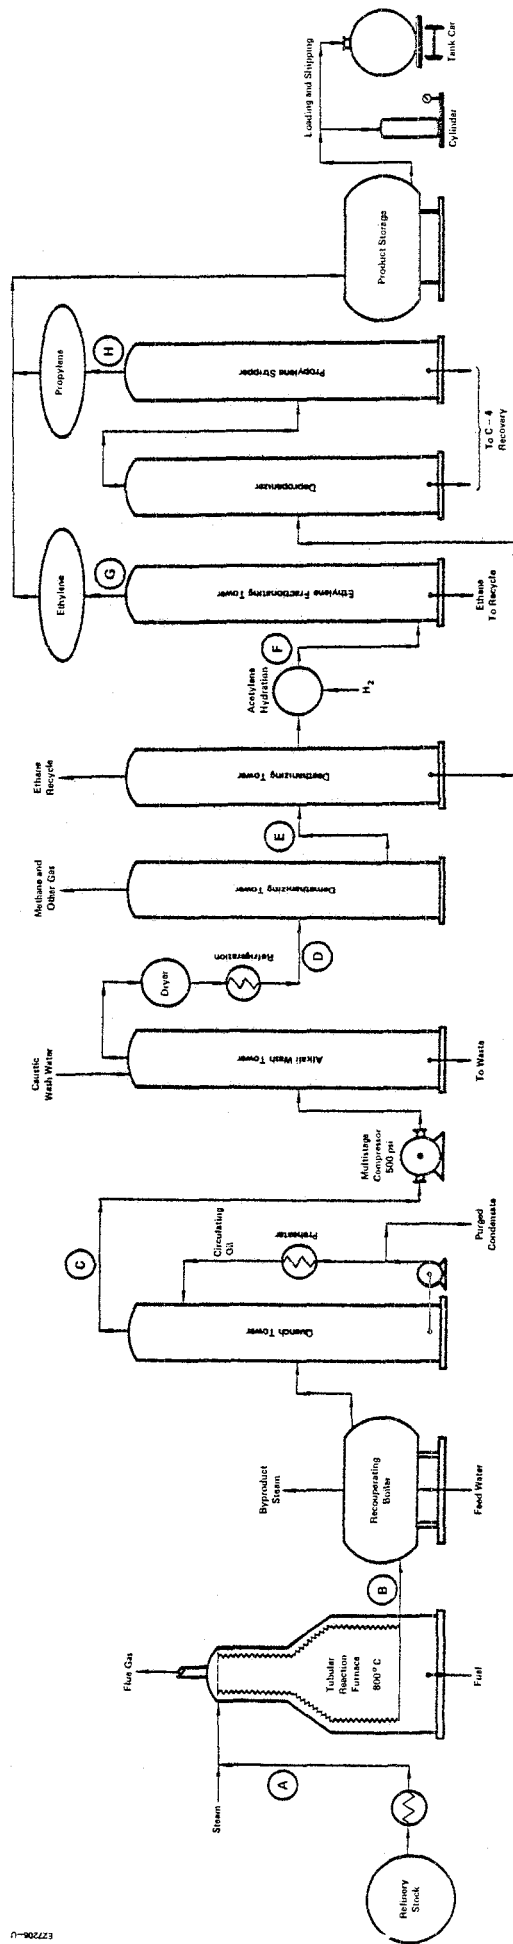 Refinery
Stock
A
Steam
Flue Gas
Tubular
Reaction
Furnace
800° C
Fuel
B
Byproduct
Steam
Recouperating
Boiler
Feed Water
Quench Tower
Circulating
Oil
Preheater
Purged
Condensate
C
Multistage
Compressor
500 psi
Caustic
Wash Water
Alkali Wash Tower
To Waste
Dryer
Refrigeration
D
Methane and
Other Gas
Demethanizing Tower
E
Ethane
Recycle
Deethanizing Tower
Acetylene
Hydration
H2
F
Ethylene
G
Ethylene Fractionating Tower
Ethane
To Recycle
Depropanizer
Propylene
H
Propylene Stripper
To C – 4
Recovery
Product Storage
Loading and Shipping
Cylinder
Tank Car
EZ7206-U